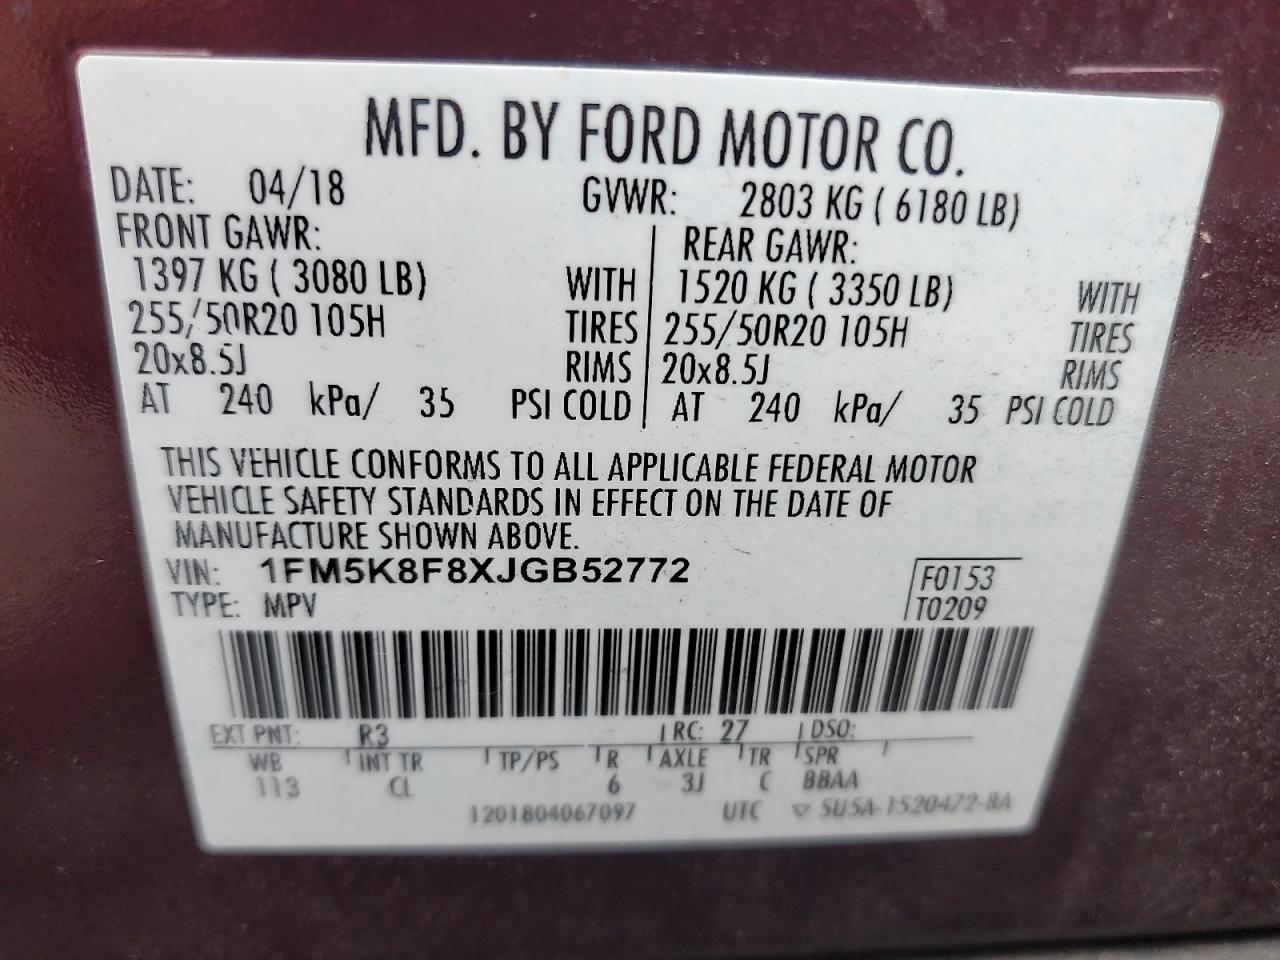 MFD. BY FORD MOTOR CO.
DATE: 04/18 GVWR: 2803 KG ( 6180 LB)
FRONT GAWR: REAR GAWR:
1397 KG ( 3080 LB) WITH 1520 KG ( 3350 LB) WITH
255/50R20 105H TIRES 255/50R20 105H TIRES
20x8.5J RIMS 20x8.5J RIMS
AT 240 kPa/ 35 PSI COLD AT 240 kPa/ 35 PSI COLD
THIS VEHICLE CONFORMS TO ALL APPLICABLE FEDERAL MOTOR
VEHICLE SAFETY STANDARDS IN EFFECT ON THE DATE OF
MANUFACTURE SHOWN ABOVE.
VIN: 1FM5K8F8XJGB52772 F0153
TYPE: MPV T0209
EXT PNT: R3 RC: 27 DSO:
WB INT TR TP/PS R AXLE TR SPR
113 CL 6 3J C BBAA
1201804067097 UTC ▽ 5U5A-1520472-BA